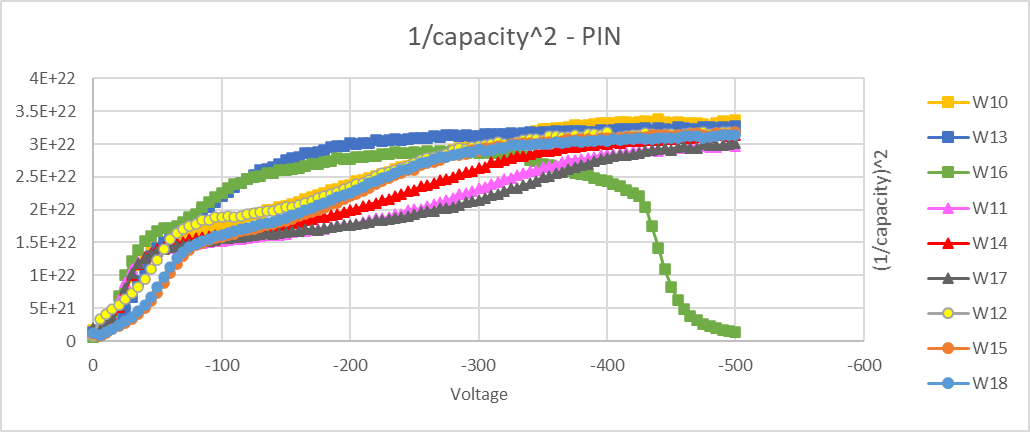 1/capacity^2 - PIN
4E+22
3.5E+22
3E+22
2.5E+22
2E+22
1.5E+22
1E+22
5E+21
0
0 -100 -200 -300 -400 -500 -600
Voltage
(1/capacity)^2
W10
W13
W16
W11
W14
W17
W12
W15
W18